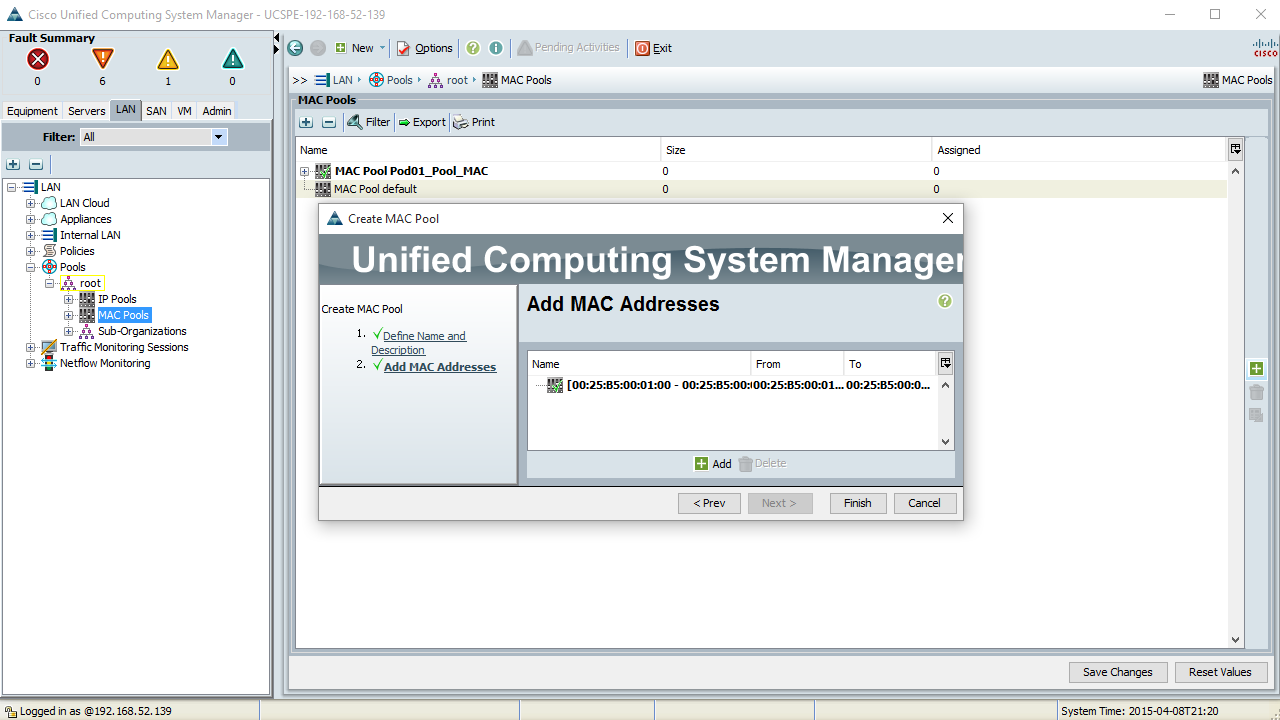 Cisco Unified Computing System Manager - UCSPE-192-168-52-139
Fault Summary
0 6 1 0
Equipment Servers LAN SAN VM Admin
Filter: All
LAN
LAN Cloud
Appliances
Internal LAN
Policies
Pools
root
IP Pools
MAC Pools
Sub-Organizations
Traffic Monitoring Sessions
Netflow Monitoring
New Options Pending Activities Exit
CISCO
>> LAN Pools root MAC Pools MAC Pools
MAC Pools
Filter Export Print
Name Size Assigned
MAC Pool Pod01_Pool_MAC 0 0
MAC Pool default 0 0
Create MAC Pool
Unified Computing System Manager
Create MAC Pool
1. Define Name and
Description
2. Add MAC Addresses
Add MAC Addresses
Name From To
[00:25:B5:00:01:00 - 00:25:B5:00:0 00:25:B5:00:01... 00:25:B5:00:0...
Add Delete
< Prev Next > Finish Cancel
Save Changes Reset Values
Logged in as @192.168.52.139 System Time: 2015-04-08T21:20